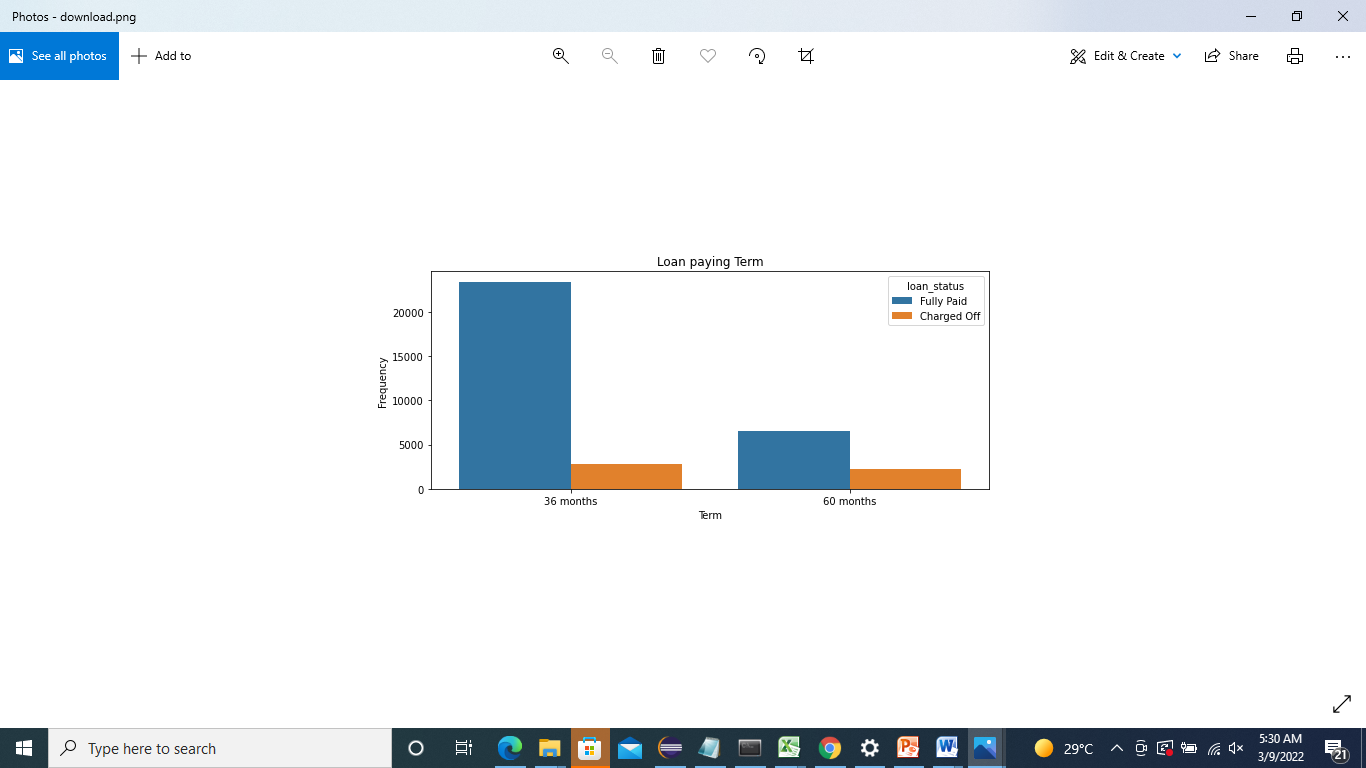 Photos - download.png
See all photos
Add to
Edit & Create
Share
Loan paying Term
loan_status
Fully Paid
Charged Off
20000
15000
10000
5000
0
Frequency
36 months
60 months
Term
Type here to search
29°C
5:30 AM
3/9/2022
21